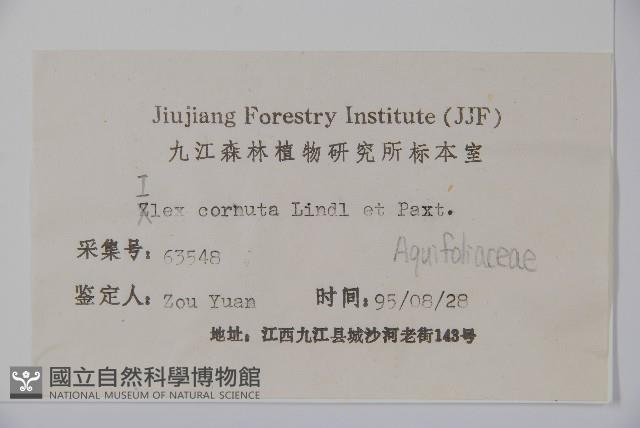 Jiujiang Forestry Institute (JJF)
九江森林植物研究所标本室
I
Zlex cornuta Lindl et Paxt.
采集号: 63548
Aquifoliaceae
鉴定人: Zou Yuan 时间: 95/08/28
地址: 江西九江县城沙河老街143号
國立自然科學博物館
NATIONAL MUSEUM OF NATURAL SCIENCE